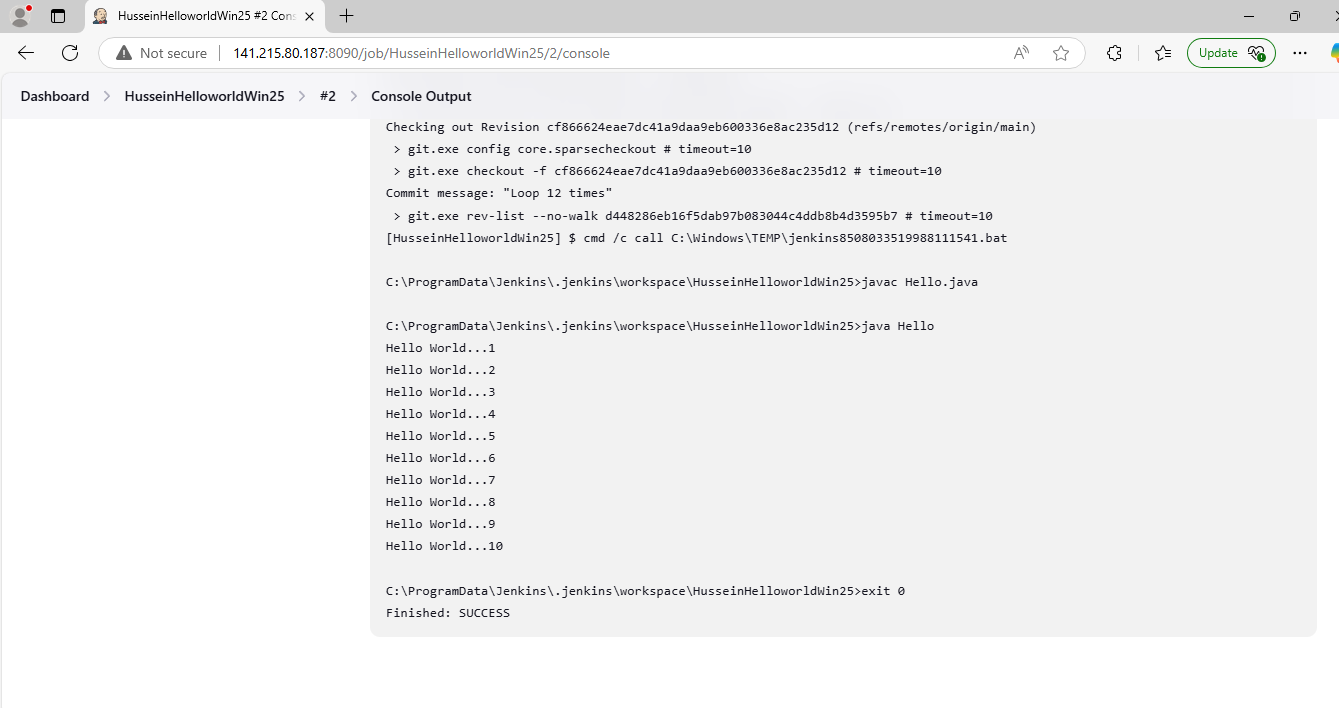 HusseinHelloworldWin25 #2 Cons
Not secure
141.215.80.187:8090/job/HusseinHelloworldWin25/2/console
Update
Dashboard > HusseinHelloworldWin25 > #2 > Console Output
Checking out Revision cf866624eae7dc41a9daa9eb600336e8ac235d12 (refs/remotes/origin/main)
> git.exe config core.sparsecheckout # timeout=10
> git.exe checkout -f cf866624eae7dc41a9daa9eb600336e8ac235d12 # timeout=10
Commit message: "Loop 12 times"
> git.exe rev-list --no-walk d448286eb16f5dab97b083044c4ddb8b4d3595b7 # timeout=10
[HusseinHelloworldWin25] $ cmd /c call C:\Windows\TEMP\jenkins8508033519988111541.bat
C:\ProgramData\Jenkins\.jenkins\workspace\HusseinHelloworldWin25>javac Hello.java
C:\ProgramData\Jenkins\.jenkins\workspace\HusseinHelloworldWin25>java Hello
Hello World...1
Hello World...2
Hello World...3
Hello World...4
Hello World...5
Hello World...6
Hello World...7
Hello World...8
Hello World...9
Hello World...10
C:\ProgramData\Jenkins\.jenkins\workspace\HusseinHelloworldWin25>exit 0
Finished: SUCCESS